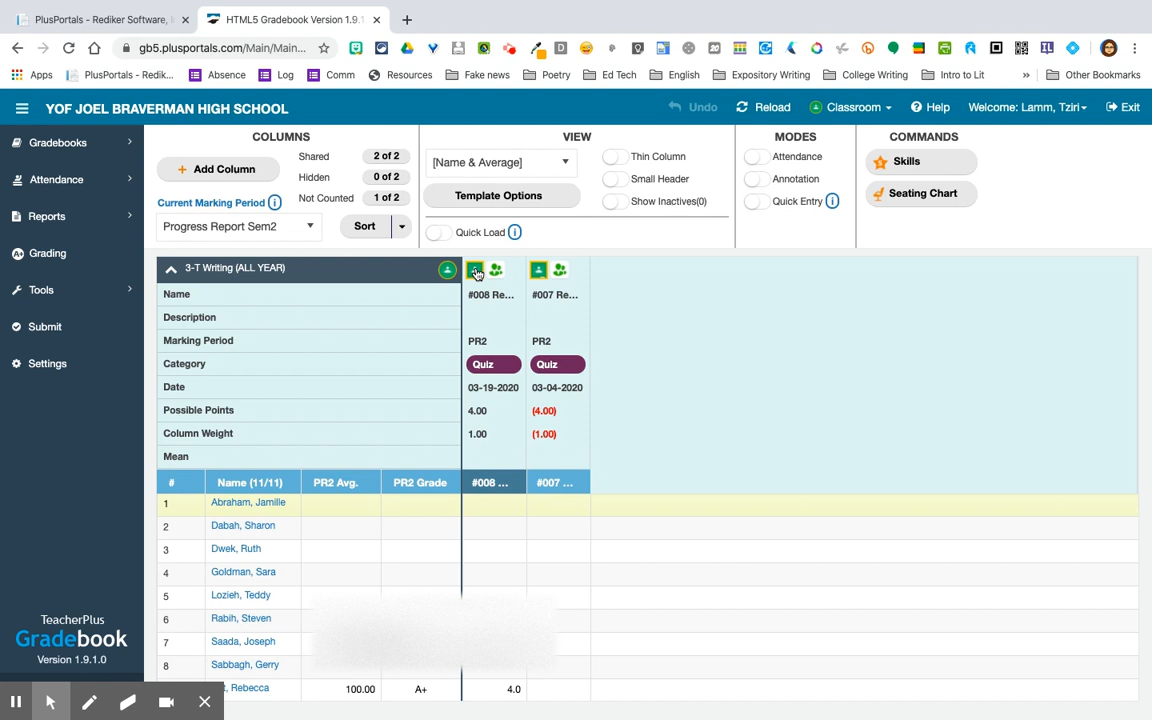 PlusPortals - Rediker Software,
HTML5 Gradebook Version 1.9.1
gb5.plusportals.com/Main/Main...
Apps
PlusPortals - Redik...
Absence
Log
Comm
Resources
Fake news
Poetry
Ed Tech
English
Expository Writing
College Writing
Intro to Lit
»
Other Bookmarks
YOF JOEL BRAVERMAN HIGH SCHOOL
Undo
Reload
Classroom
Help
Welcome: Lamm, Tziri
Exit
Gradebooks
Attendance
Reports
Grading
Tools
Submit
Settings
TeacherPlus
Gradebook
Version 1.9.1.0
COLUMNS
+ Add Column
Shared 2 of 2
Hidden 0 of 2
Not Counted 1 of 2
Current Marking Period
Progress Report Sem2
Sort
VIEW
[Name & Average]
Template Options
Quick Load
Thin Column
Small Header
Show Inactives(0)
MODES
Attendance
Annotation
Quick Entry
COMMANDS
Skills
Seating Chart
3-T Writing (ALL YEAR)
Name #008 Re... #007 Re...
Description
Marking Period PR2 PR2
Category Quiz Quiz
Date 03-19-2020 03-04-2020
Possible Points 4.00 (4.00)
Column Weight 1.00 (1.00)
Mean
# Name (11/11) PR2 Avg. PR2 Grade #008 ... #007 ...
1 Abraham, Jamille
2 Dabah, Sharon
3 Dwek, Ruth
4 Goldman, Sara
5 Lozieh, Teddy
6 Rabih, Steven
7 Saada, Joseph
8 Sabbagh, Gerry
Rebecca 100.00 A+ 4.0